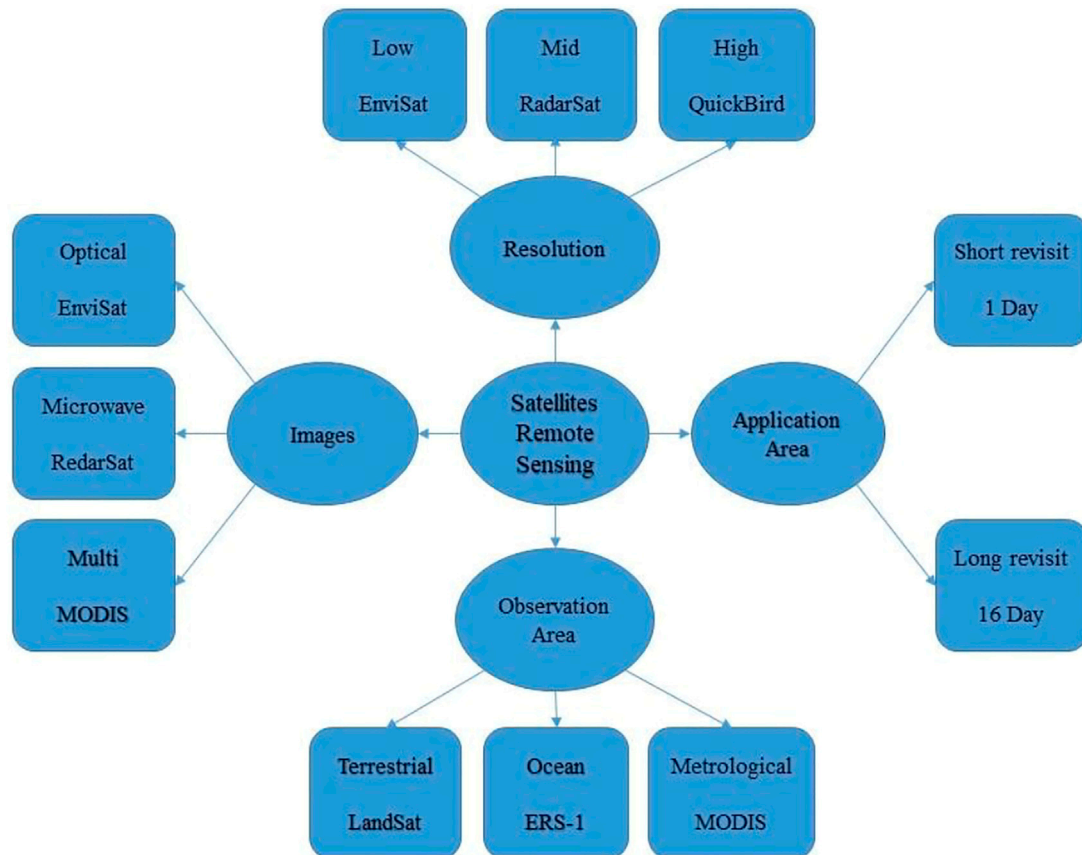 Low
EnviSat
Mid
RadarSat
High
QuickBird
Resolution
Optical
EnviSat
Short revisit
1 Day
Microwave
RedarSat
Images
Satellites
Remote
Sensing
Application
Area
Multi
MODIS
Observation
Area
Long revisit
16 Day
Terrestrial
LandSat
Ocean
ERS-1
Metrological
MODIS